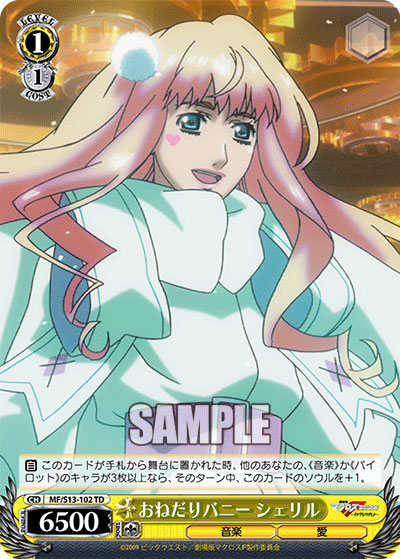 LEVEL
1
1
COST
SAMPLE
自 このカードが手札から舞台に置かれた時、他のあなたの、《音楽》か《パイロット》のキャラが3枚以上なら、そのターン中、このカードのソウルを+1。
CH MF/S13-102 TD
おねだりバニー シェリル
POWER
6500
音楽
愛
©2009 ビックウエスト／劇場版マクロスF製作委員会